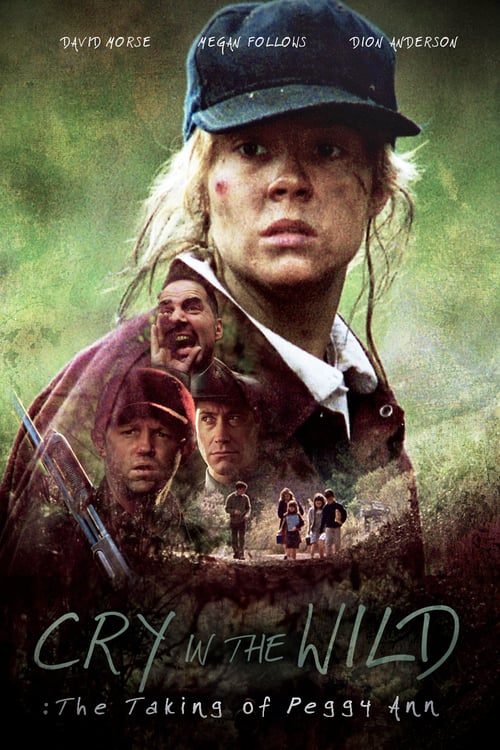 DAVID MORSE MEGAN FOLLOWS DION ANDERSON
CRY IN THE WILD
:The Taking of Peggy Ann